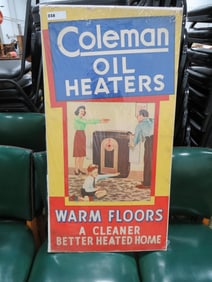 Coleman
OIL
HEATERS
WARM FLOORS
A CLEANER
BETTER HEATED HOME